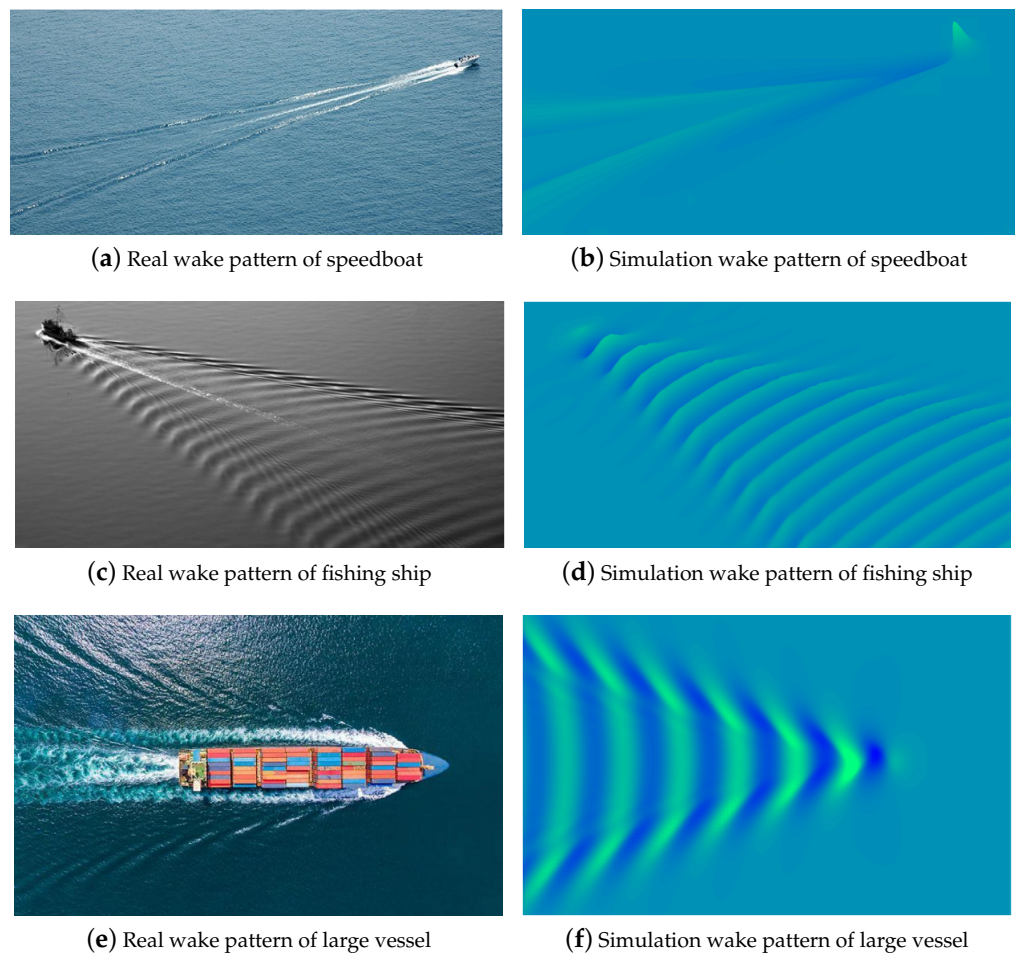 (a) Real wake pattern of speedboat
(b) Simulation wake pattern of speedboat
(c) Real wake pattern of fishing ship
(d) Simulation wake pattern of fishing ship
(e) Real wake pattern of large vessel
(f) Simulation wake pattern of large vessel